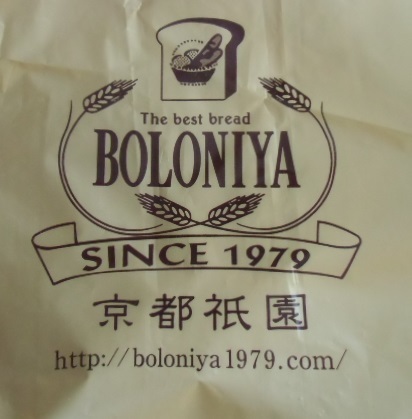 The best bread
BOLONIYA
SINCE 1979
京都祇園
http://boloniya1979.com/